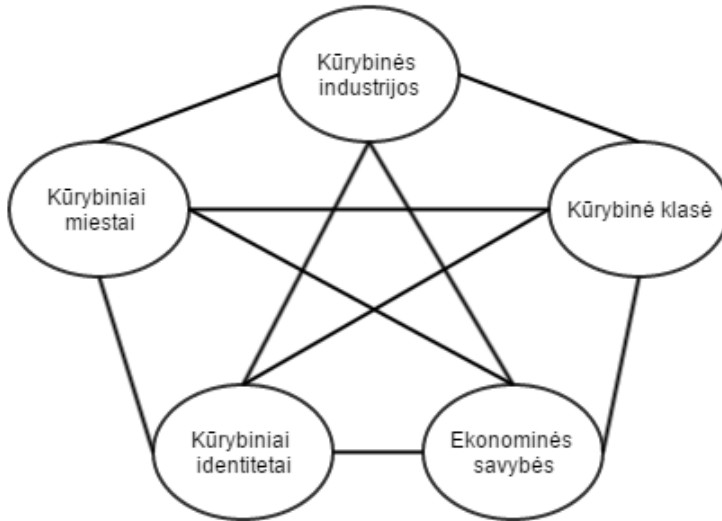 Kūrybinės
industrijos
Kūrybiniai
miestai
Kūrybinė klasė
Kūrybiniai
identitetai
Ekonominės
savybės